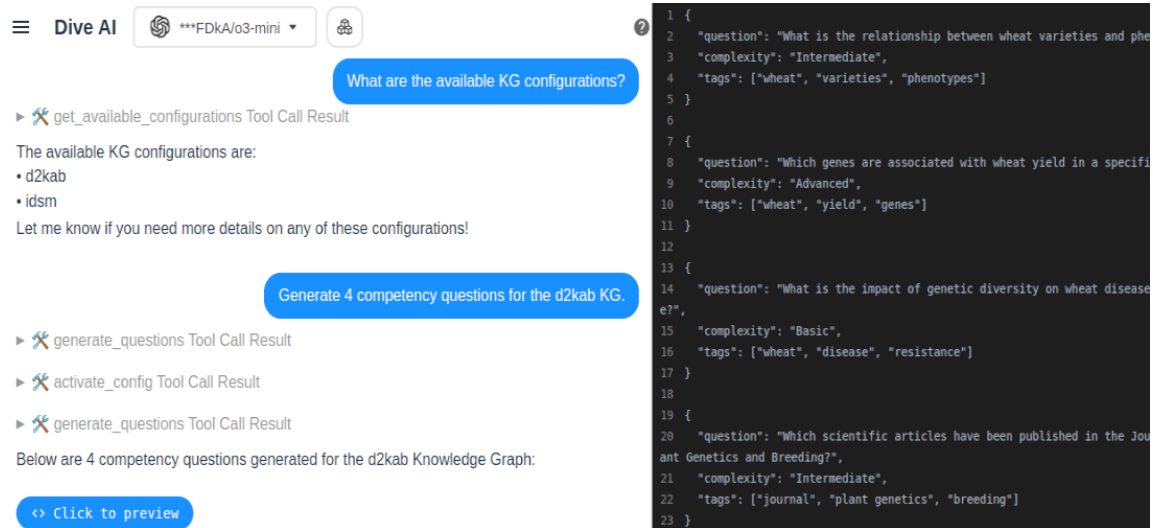 Dive AI
***FDkA/o3-mini
What are the available KG configurations?
get_available_configurations Tool Call Result
The available KG configurations are:
• d2kab
• idsm
Let me know if you need more details on any of these configurations!
Generate 4 competency questions for the d2kab KG.
generate_questions Tool Call Result
activate_config Tool Call Result
generate_questions Tool Call Result
Below are 4 competency questions generated for the d2kab Knowledge Graph:
<> Click to preview
1 {
2 "question": "What is the relationship between wheat varieties and phe
3 "complexity": "Intermediate",
4 "tags": ["wheat", "varieties", "phenotypes"]
5 }
6
7 {
8 "question": "Which genes are associated with wheat yield in a specifi
9 "complexity": "Advanced",
10 "tags": ["wheat", "yield", "genes"]
11 }
12
13 {
14 "question": "What is the impact of genetic diversity on wheat disease
e?",
15 "complexity": "Basic",
16 "tags": ["wheat", "disease", "resistance"]
17 }
18
19 {
20 "question": "Which scientific articles have been published in the Jou
ant Genetics and Breeding?",
21 "complexity": "Intermediate",
22 "tags": ["journal", "plant genetics", "breeding"]
23 }